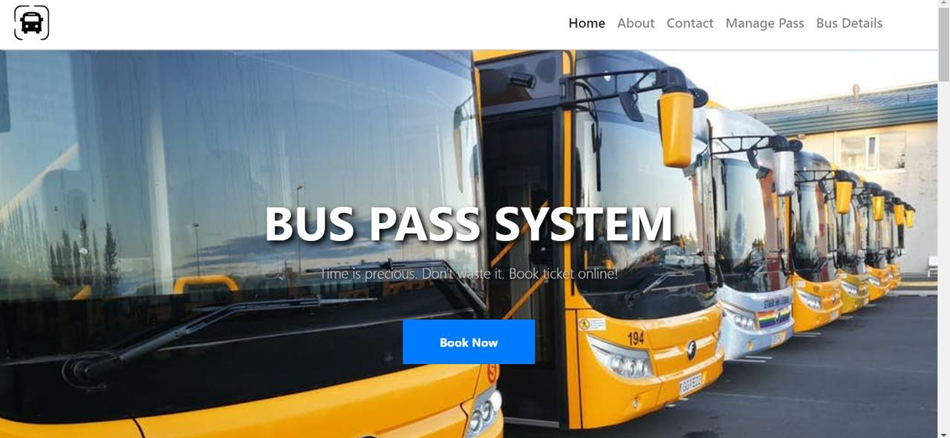 Home About Contact Manage Pass Bus Details
BUS PASS SYSTEM
Time is precious. Don't waste it. Book ticket online!
Book Now
194